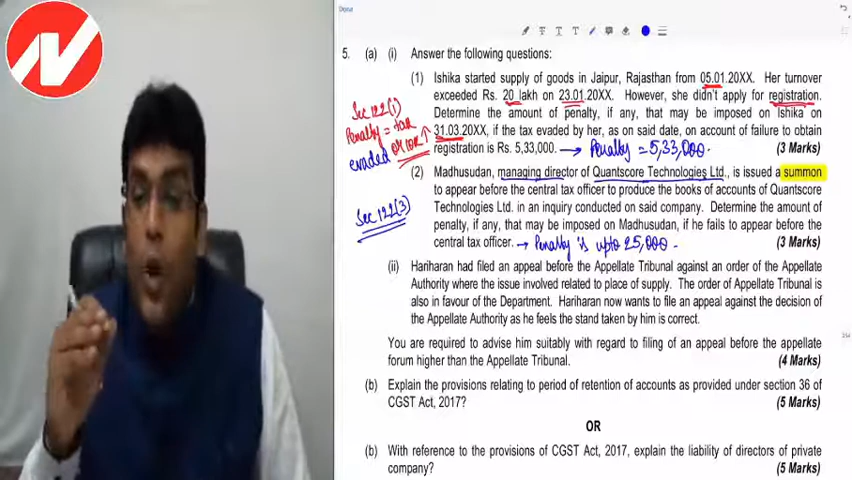 5. (a) (i) Answer the following questions:
(1) Ishika started supply of goods in Jaipur, Rajasthan from 05.01.20XX. Her turnover
exceeded Rs. 20 lakh on 23.01.20XX. However, she didn't apply for registration.
Determine the amount of penalty, if any, that may be imposed on Ishika on
31.03.20XX, if the tax evaded by her, as on said date, on account of failure to obtain
registration is Rs. 5,33,000. → Penalty = 5,33,000. (3 Marks)
Sec 122(1)
Penalty = tax
evaded or 10K ↑
(2) Madhusudan, managing director of Quantscore Technologies Ltd., is issued a summon
to appear before the central tax officer to produce the books of accounts of Quantscore
Technologies Ltd. in an inquiry conducted on said company. Determine the amount of
penalty, if any, that may be imposed on Madhusudan, if he fails to appear before the
central tax officer. → Penalty is upto 25,000. (3 Marks)
Sec 122(3)
(ii) Hariharan had filed an appeal before the Appellate Tribunal against an order of the Appellate
Authority where the issue involved related to place of supply. The order of Appellate Tribunal is
also in favour of the Department. Hariharan now wants to file an appeal against the decision of
the Appellate Authority as he feels the stand taken by him is correct.
You are required to advise him suitably with regard to filing of an appeal before the appellate
forum higher than the Appellate Tribunal. (4 Marks)
(b) Explain the provisions relating to period of retention of accounts as provided under section 36 of
CGST Act, 2017? (5 Marks)
OR
(b) With reference to the provisions of CGST Act, 2017, explain the liability of directors of private
company? (5 Marks)